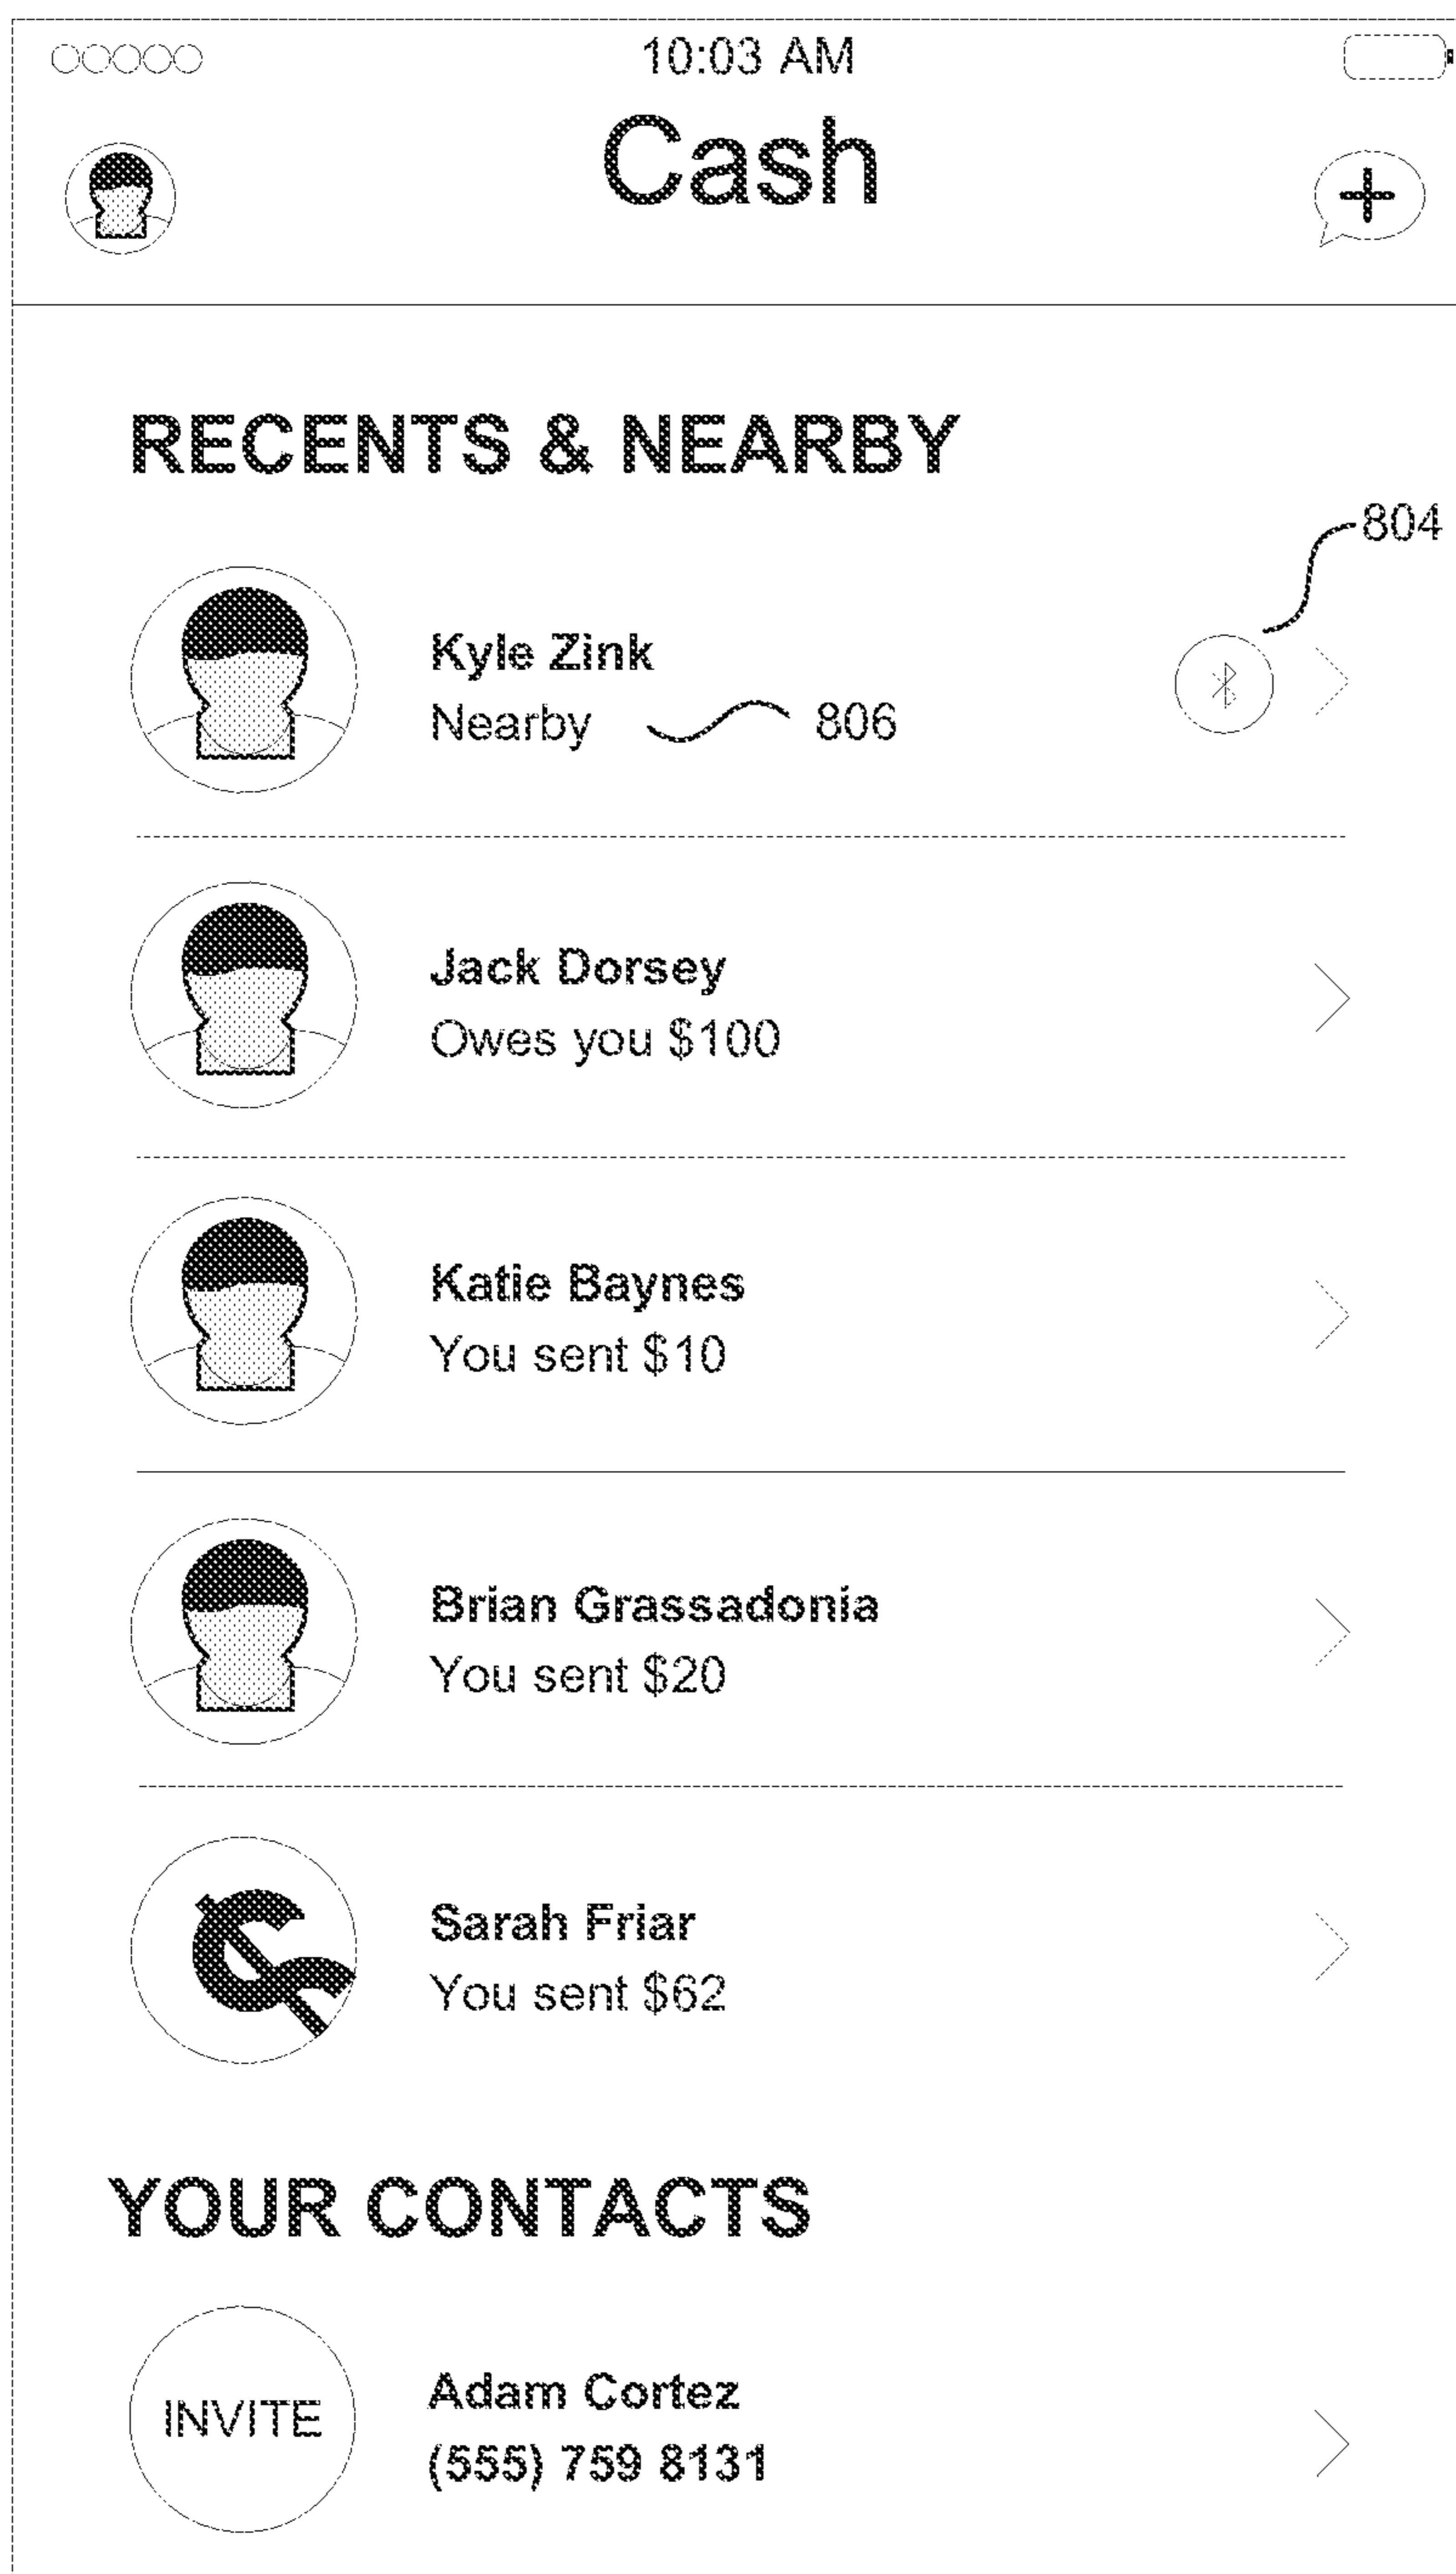 10:03 AM
Cash
+
RECENTS & NEARBY
804
Kyle Zink
Nearby 806
Jack Dorsey
Owes you $100
Katie Baynes
You sent $10
Brian Grassadonia
You sent $20
Sarah Friar
You sent $62
YOUR CONTACTS
INVITE
Adam Cortez
(555) 759 8131